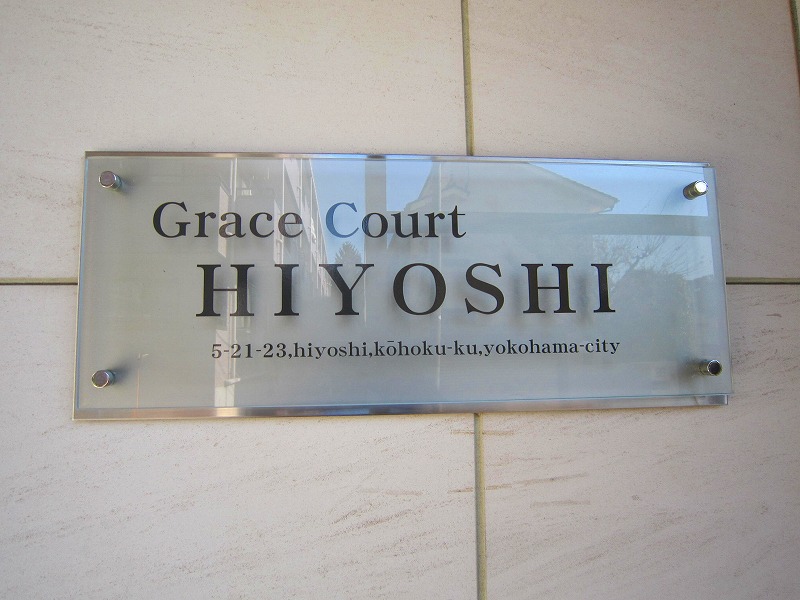 Grace Court
HIYOSHI
5-21-23,hiyoshi,kōhoku-ku,yokohama-city